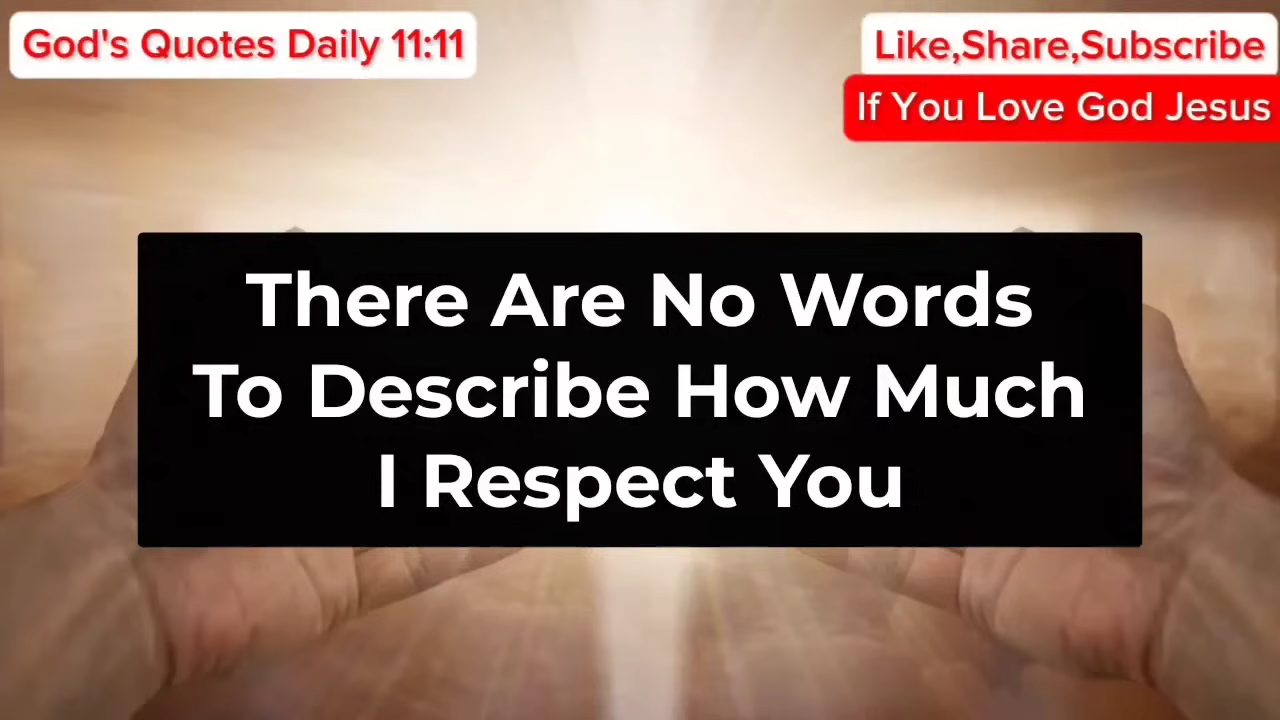 God's Quotes Daily 11:11
Like,Share,Subscribe
If You Love God Jesus
There Are No Words
To Describe How Much
I Respect You